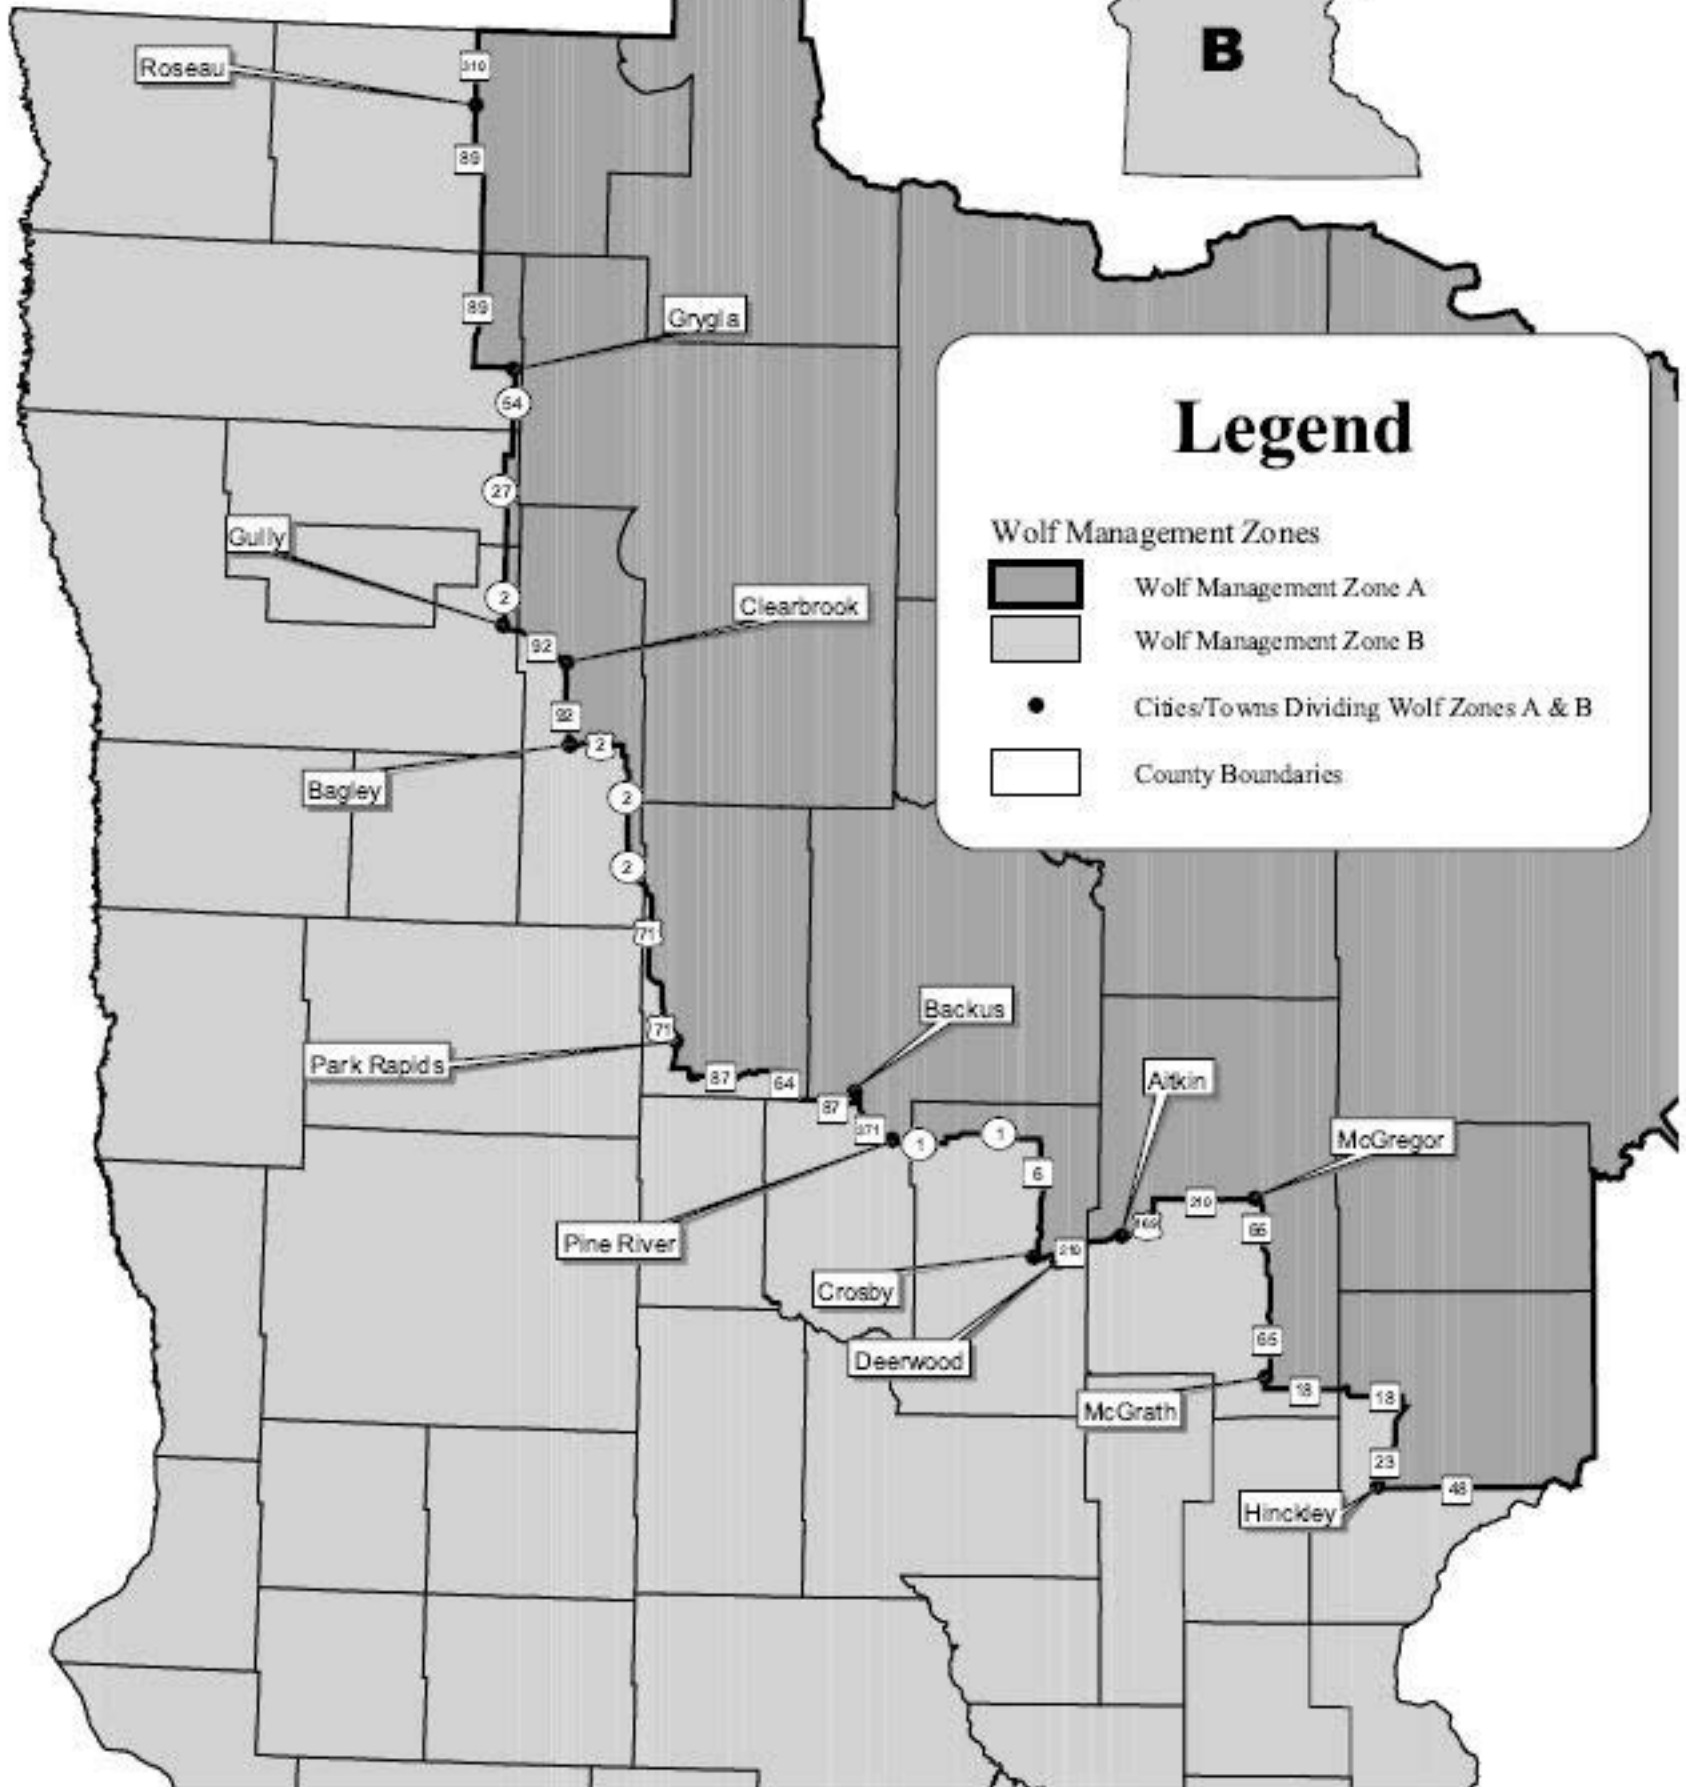 B
310
Roseau
89
89
Grygla
54
Legend
27
Wolf Management Zones
Gully
Wolf Management Zone A
2
Clearbrook
92
Wolf Management Zone B
92
Cities/Towns Dividing Wolf Zones A & B
2
County Boundaries
Bagley
2
2
71
Backus
71
Park Rapids
87
64
Aitkin
87
371
1
1
McGregor
6
169
210
65
Pine River
210
Crosby
65
Deerwood
18
18
McGrath
23
48
Hinckley